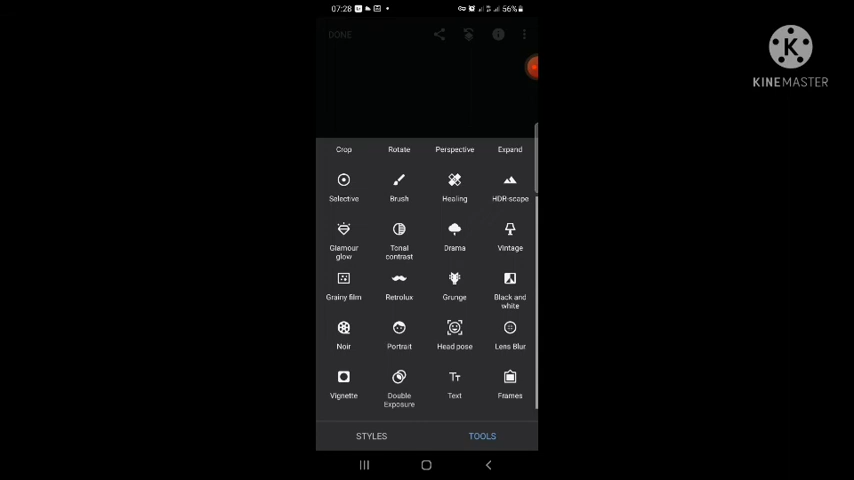 07:28
56%
DONE
K
KINEMASTER
Crop Rotate Perspective Expand
Selective Brush Healing HDR-scape
Glamour glow Tonal contrast Drama Vintage
Grainy film Retrolux Grunge Black and white
Noir Portrait Head pose Lens Blur
Vignette Double Exposure Text Frames
STYLES TOOLS